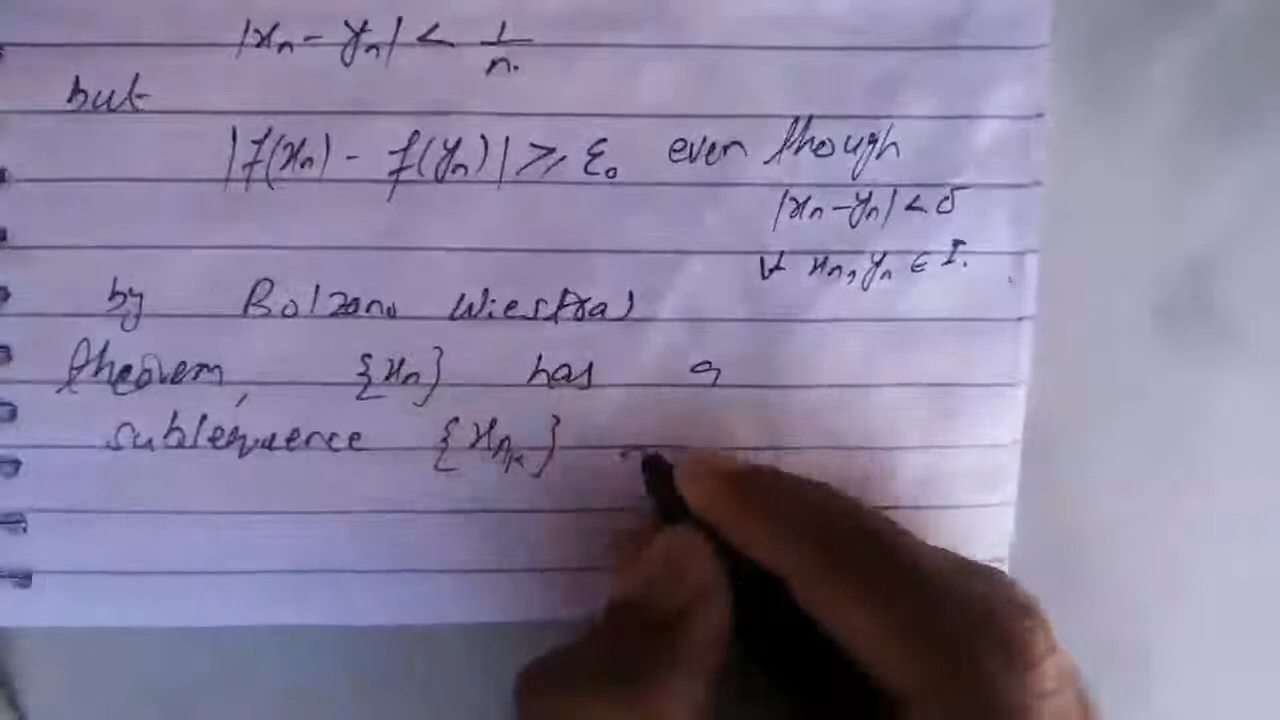 |xn - yn| < 1/n.
but
|f(xn) - f(yn)| ⩾ ε₀ even though
|xn - yn| < δ
∀ xn, yn ∈ I.
by Bolzano Wiestras
theorem, {xn} has a
subsequence {xnk}